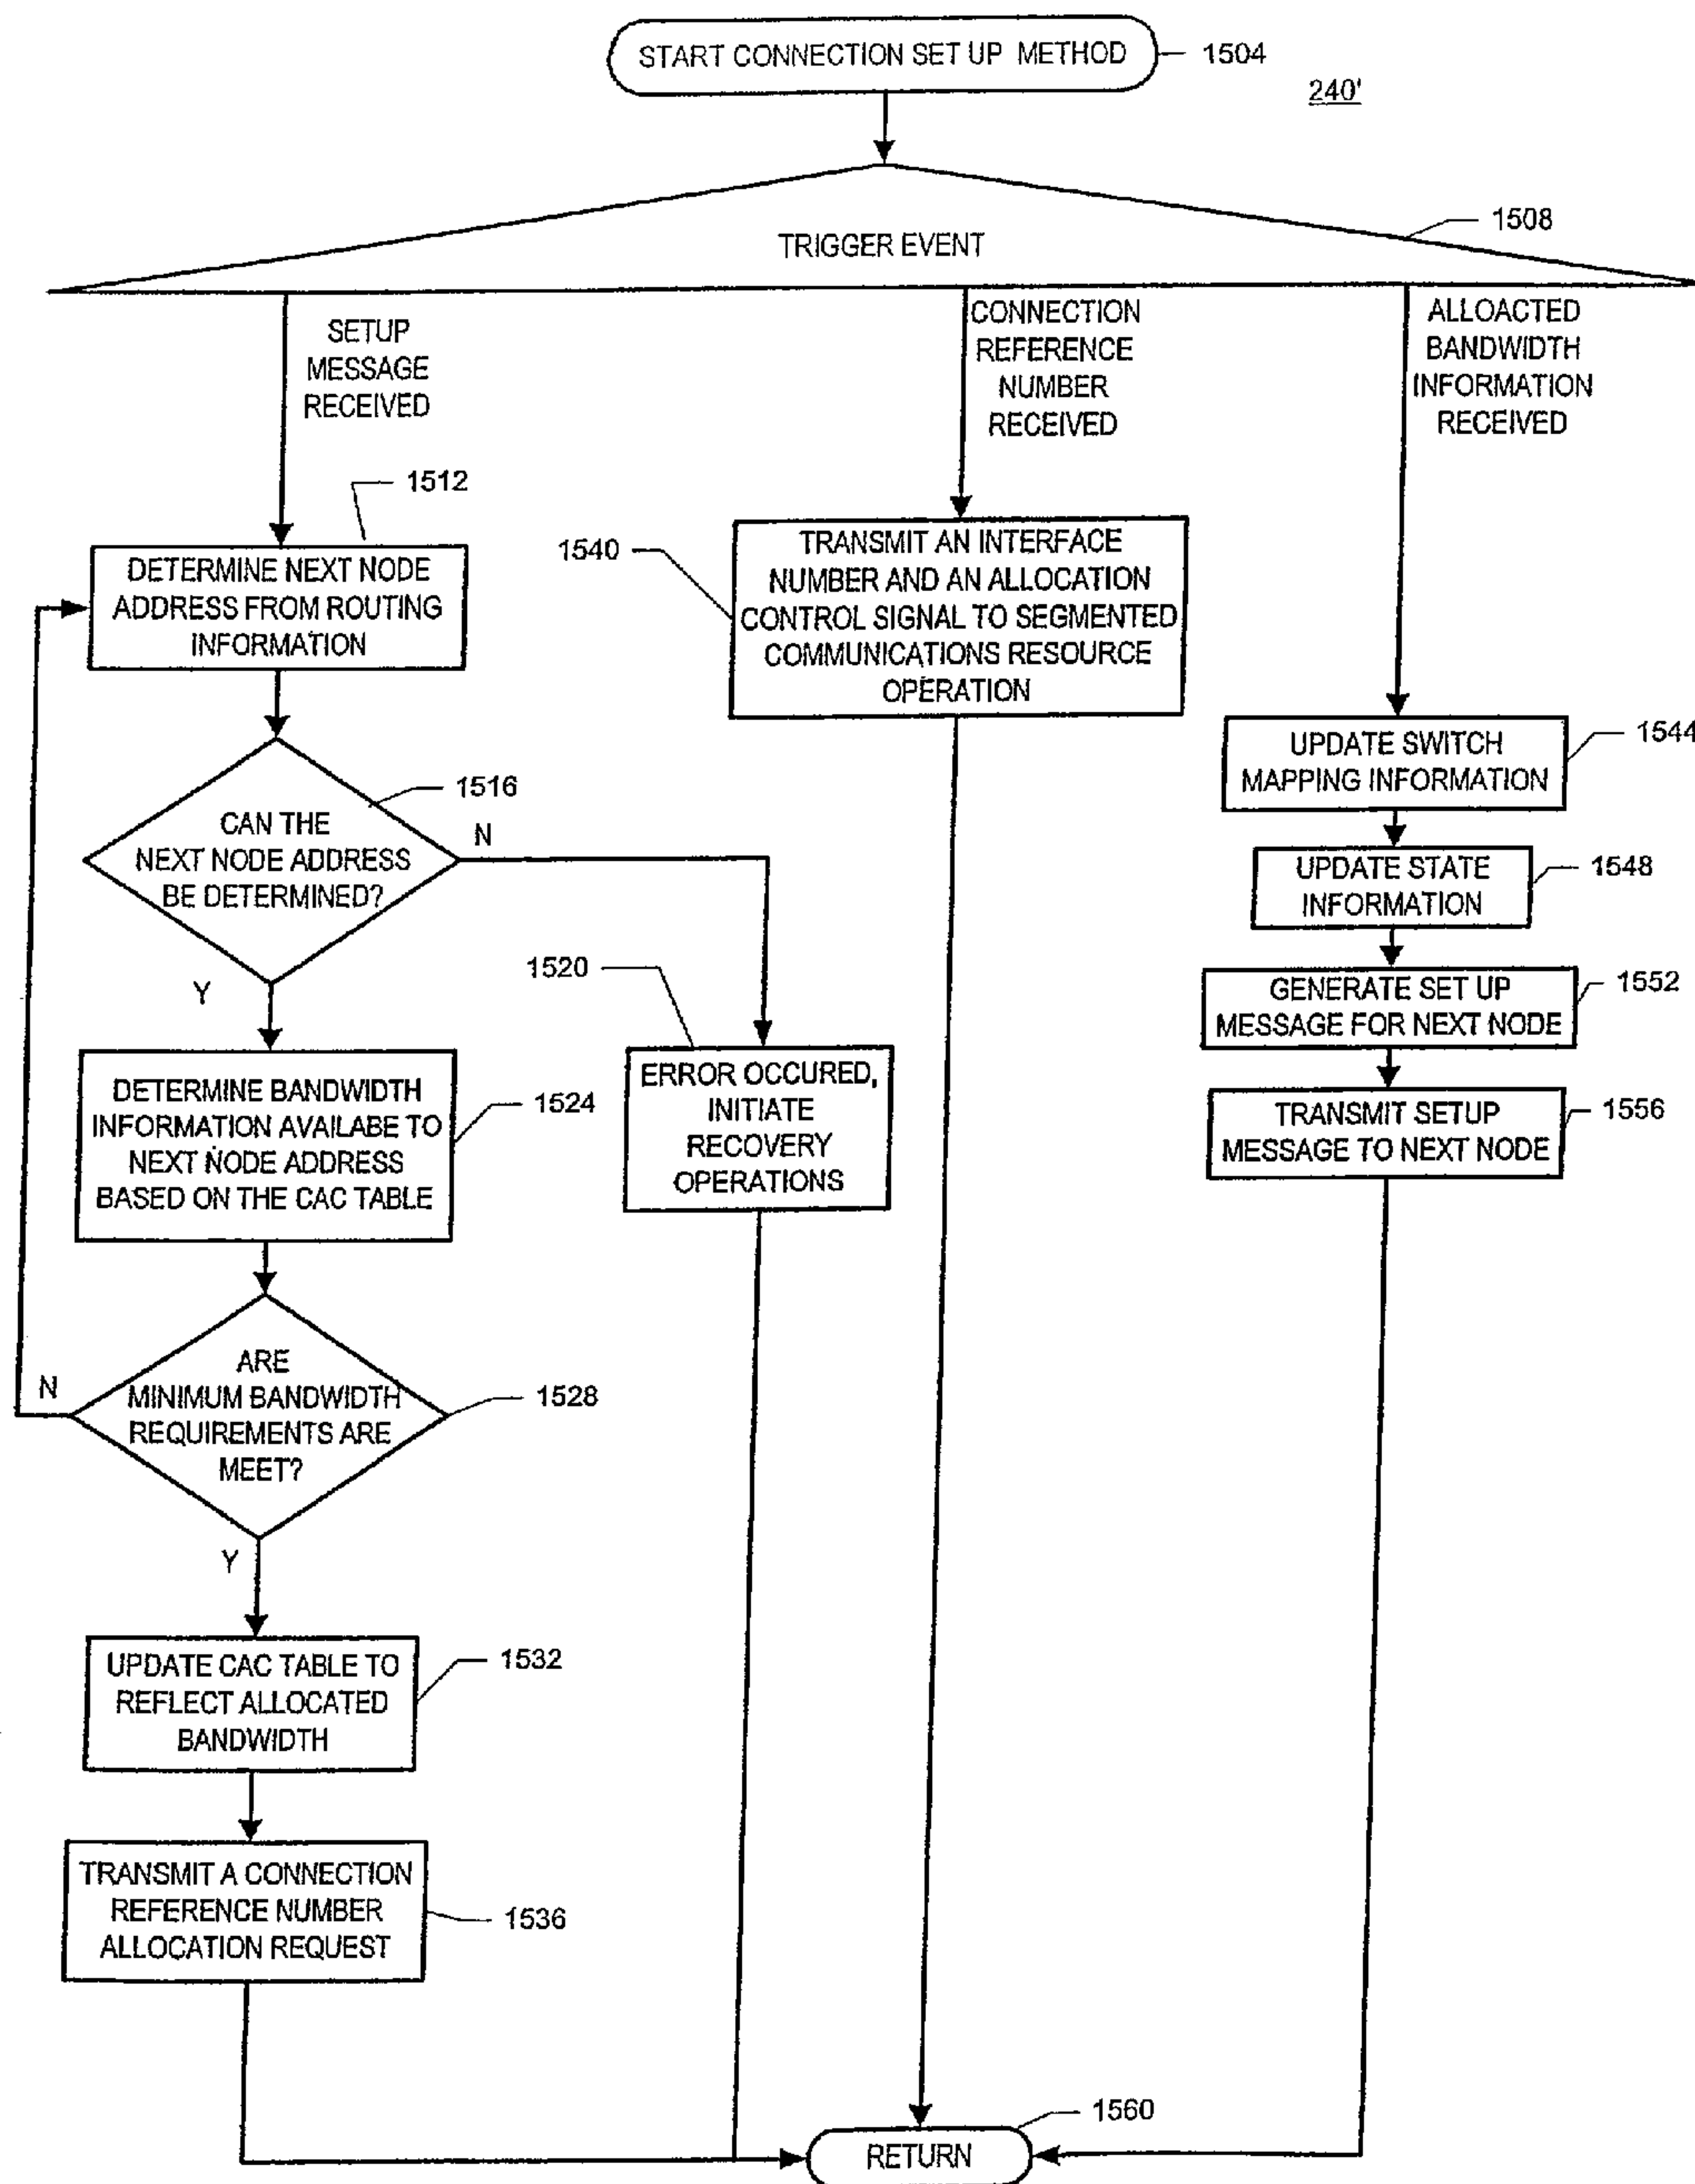 START CONNECTION SET UP METHOD
1504
240'
1508
TRIGGER EVENT
SETUP
MESSAGE
RECEIVED
CONNECTION
REFERENCE
NUMBER
RECEIVED
ALLOACTED
BANDWIDTH
INFORMATION
RECEIVED
1512
DETERMINE NEXT NODE
ADDRESS FROM ROUTING
INFORMATION
1540
TRANSMIT AN INTERFACE
NUMBER AND AN ALLOCATION
CONTROL SIGNAL TO SEGMENTED
COMMUNICATIONS RESOURCE
OPERATION
UPDATE SWITCH
MAPPING INFORMATION
1544
1516
CAN THE
NEXT NODE ADDRESS
BE DETERMINED?
N
Y
UPDATE STATE
INFORMATION
1548
1520
ERROR OCCURED,
INITIATE
RECOVERY
OPERATIONS
GENERATE SET UP
MESSAGE FOR NEXT NODE
1552
DETERMINE BANDWIDTH
INFORMATION AVAILABE TO
NEXT NODE ADDRESS
BASED ON THE CAC TABLE
1524
TRANSMIT SETUP
MESSAGE TO NEXT NODE
1556
N
ARE
MINIMUM BANDWIDTH
REQUIREMENTS ARE
MEET?
1528
Y
UPDATE CAC TABLE TO
REFLECT ALLOCATED
BANDWIDTH
1532
TRANSMIT A CONNECTION
REFERENCE NUMBER
ALLOCATION REQUEST
1536
1560
RETURN